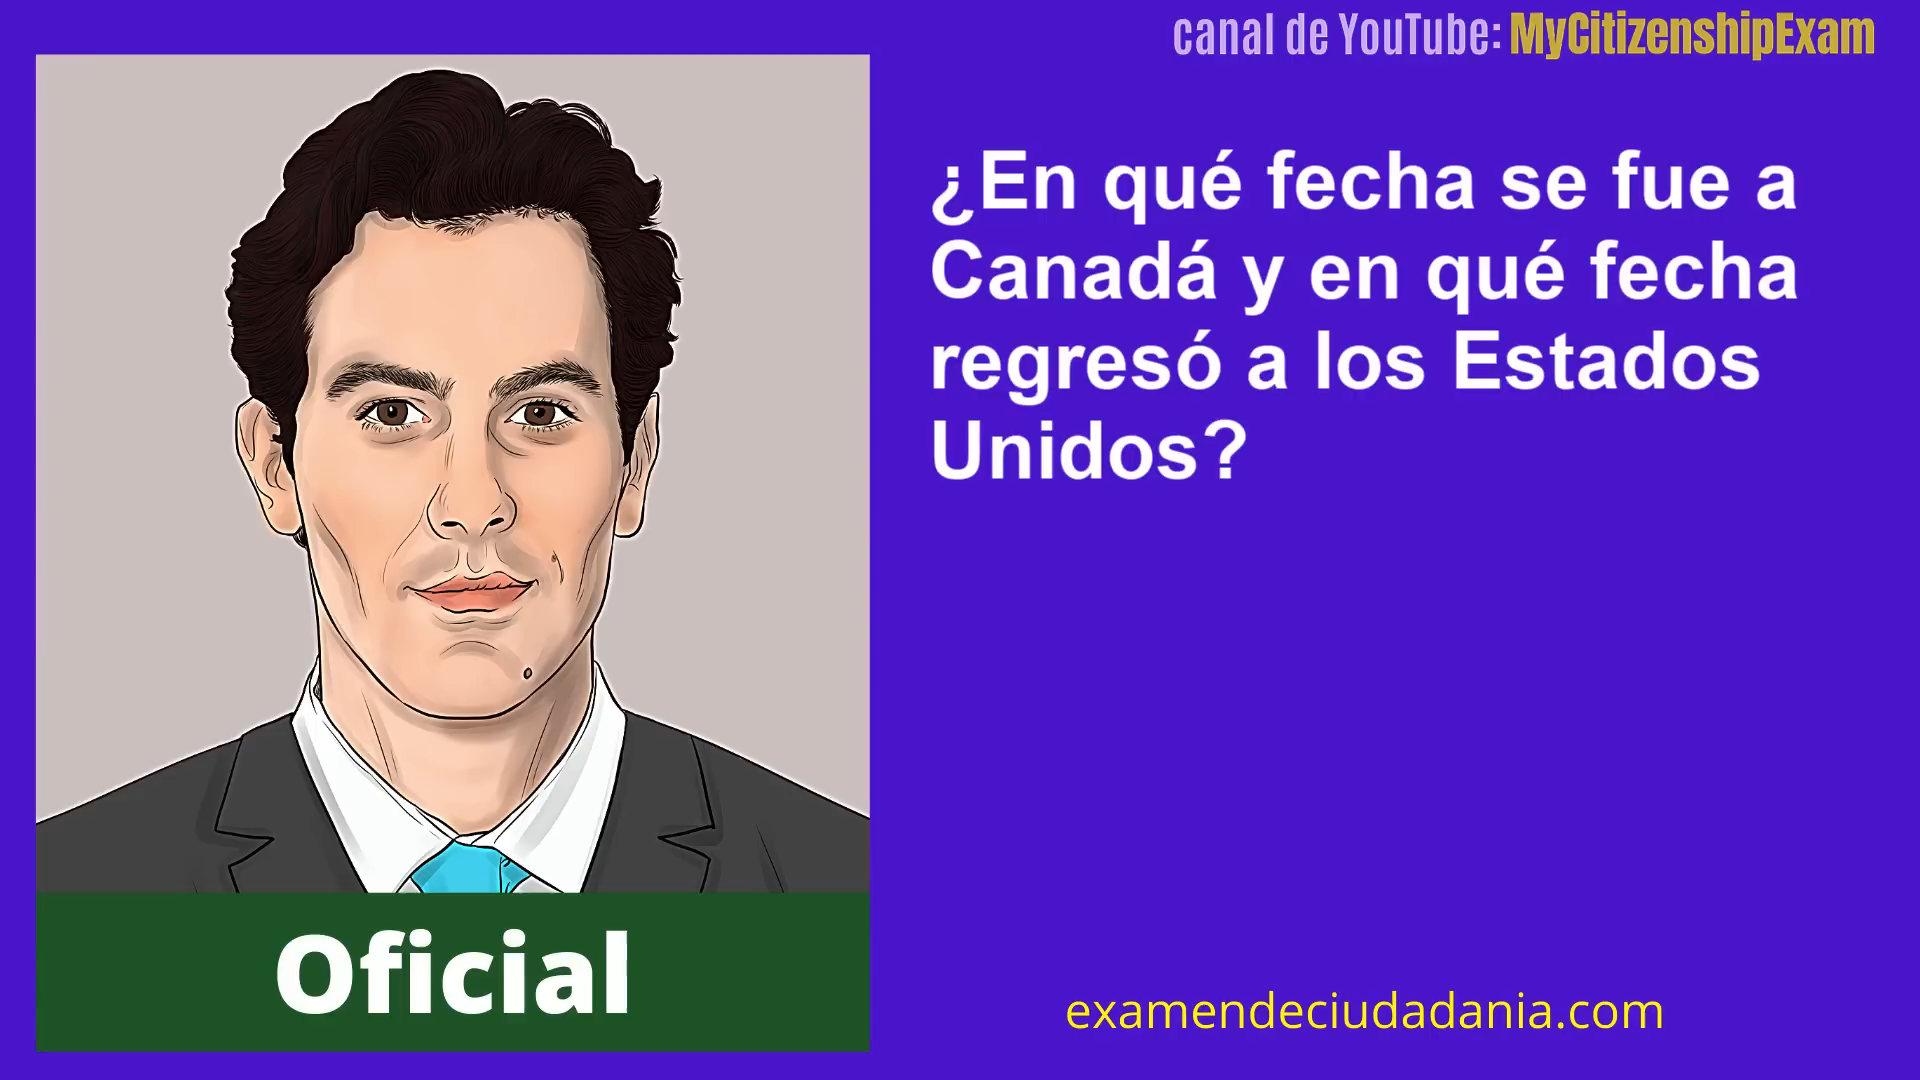 canal de YouTube: MyCitizenshipExam
¿En qué fecha se fue a
Canadá y en qué fecha
regresó a los Estados
Unidos?
Oficial
examendeciudadania.com